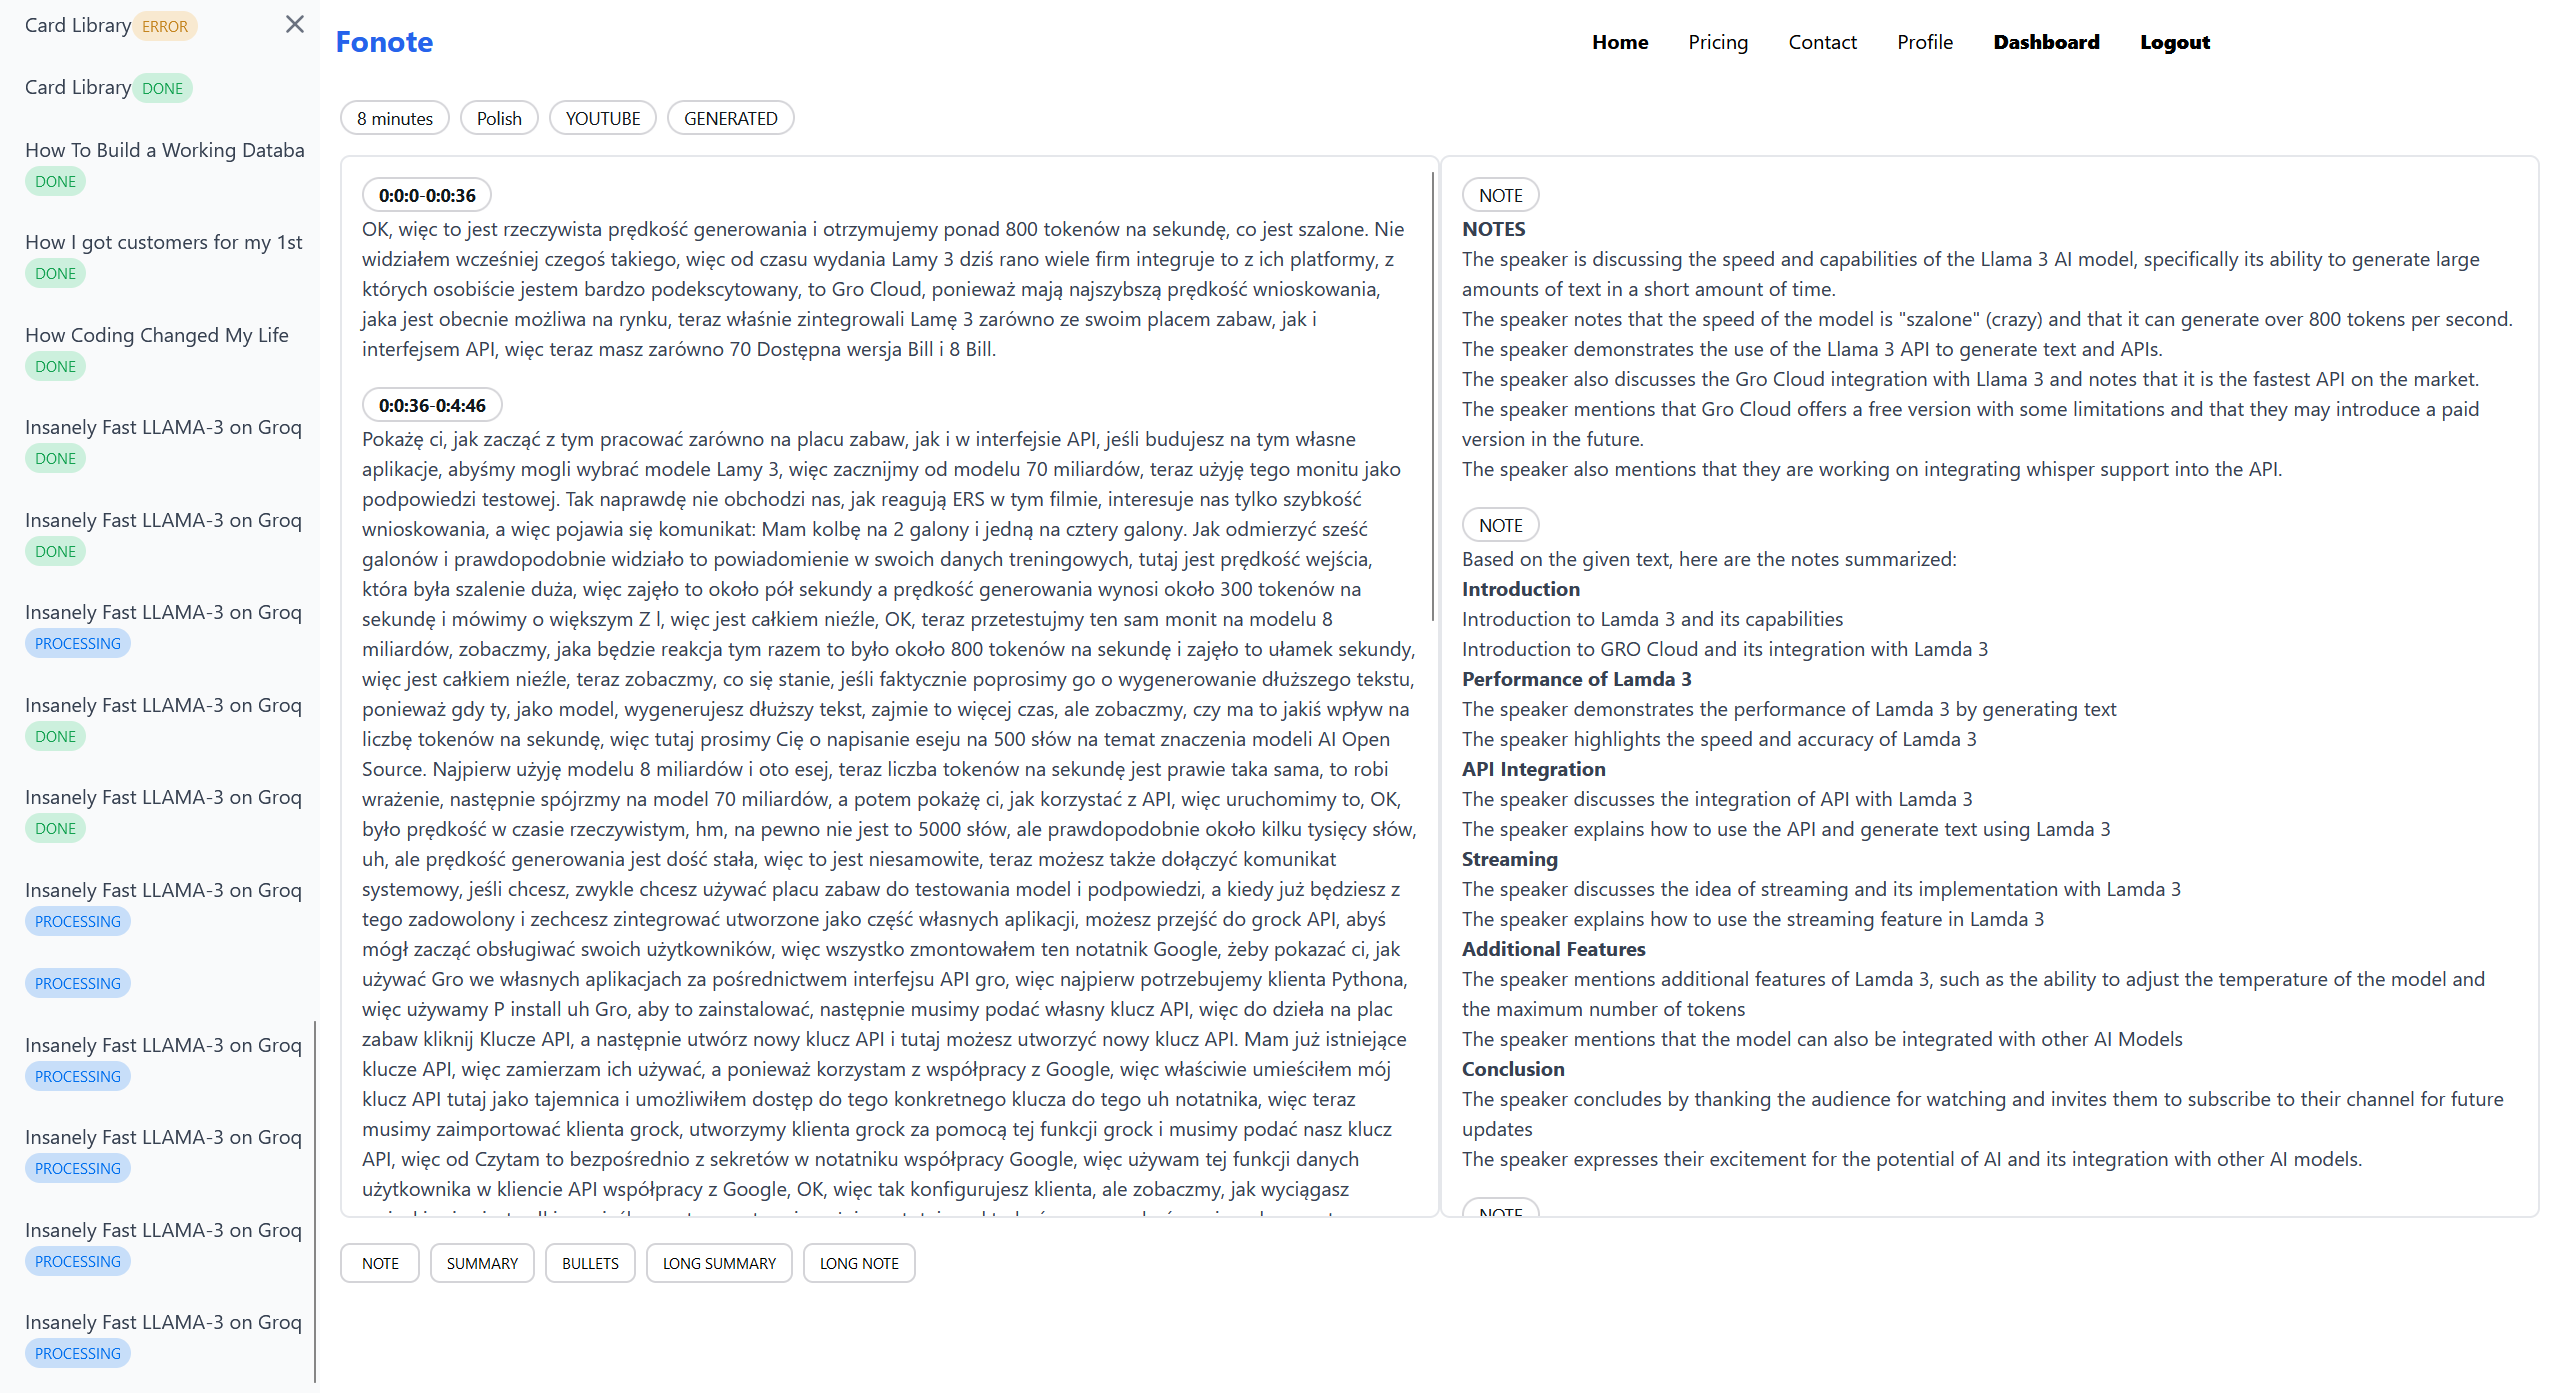 Card Library ERROR
Card Library DONE
How To Build a Working Databa
DONE
How I got customers for my 1st
DONE
How Coding Changed My Life
DONE
Insanely Fast LLAMA-3 on Groq
DONE
Insanely Fast LLAMA-3 on Groq
DONE
Insanely Fast LLAMA-3 on Groq
PROCESSING
Insanely Fast LLAMA-3 on Groq
DONE
Insanely Fast LLAMA-3 on Groq
DONE
Insanely Fast LLAMA-3 on Groq
PROCESSING
PROCESSING
Insanely Fast LLAMA-3 on Groq
PROCESSING
Insanely Fast LLAMA-3 on Groq
PROCESSING
Insanely Fast LLAMA-3 on Groq
PROCESSING
Insanely Fast LLAMA-3 on Groq
PROCESSING
Fonote
Home Pricing Contact Profile Dashboard Logout
8 minutes Polish YOUTUBE GENERATED
0:0:0-0:0:36
OK, więc to jest rzeczywista prędkość generowania i otrzymujemy ponad 800 tokenów na sekundę, co jest szalone. Nie
widziałem wcześniej czegoś takiego, więc od czasu wydania Lamy 3 dziś rano wiele firm integruje to z ich platformy, z
których osobiście jestem bardzo podekscytowany, to Gro Cloud, ponieważ mają najszybszą prędkość wnioskowania,
jaka jest obecnie możliwa na rynku, teraz właśnie zintegrowali Lamę 3 zarówno ze swoim placem zabaw, jak i
interfejsem API, więc teraz masz zarówno 70 Dostępna wersja Bill i 8 Bill.
0:0:36-0:4:46
Pokażę ci, jak zacząć z tym pracować zarówno na placu zabaw, jak i w interfejsie API, jeśli budujesz na tym własne
aplikacje, abyśmy mogli wybrać modele Lamy 3, więc zacznijmy od modelu 70 miliardów, teraz użyję tego monitu jako
podpowiedzi testowej. Tak naprawdę nie obchodzi nas, jak reagują ERS w tym filmie, interesuje nas tylko szybkość
wnioskowania, a więc pojawia się komunikat: Mam kolbę na 2 galony i jedną na cztery galony. Jak odmierzyć sześć
galonów i prawdopodobnie widziało to powiadomienie w swoich danych treningowych, tutaj jest prędkość wejścia,
która była szalenie duża, więc zajęło to około pół sekundy a prędkość generowania wynosi około 300 tokenów na
sekundę i mówimy o większym Z l, więc jest całkiem nieźle, OK, teraz przetestujmy ten sam monit na modelu 8
miliardów, zobaczmy, jaka będzie reakcja tym razem to było około 800 tokenów na sekundę i zajęło to ułamek sekundy,
więc jest całkiem nieźle, teraz zobaczmy, co się stanie, jeśli faktycznie poprosimy go o wygenerowanie dłuższego tekstu,
ponieważ gdy ty, jako model, wygenerujesz dłuższy tekst, zajmie to więcej czas, ale zobaczmy, czy ma to jakiś wpływ na
liczbę tokenów na sekundę, więc tutaj prosimy Cię o napisanie eseju na 500 słów na temat znaczenia modeli AI Open
Source. Najpierw użyję modelu 8 miliardów i oto esej, teraz liczba tokenów na sekundę jest prawie taka sama, to robi
wrażenie, następnie spójrzmy na model 70 miliardów, a potem pokażę ci, jak korzystać z API, więc uruchomimy to, OK,
było prędkość w czasie rzeczywistym, hm, na pewno nie jest to 5000 słów, ale prawdopodobnie około kilku tysięcy słów,
uh, ale prędkość generowania jest dość stała, więc to jest niesamowite, teraz możesz także dołączyć komunikat
systemowy, jeśli chcesz, zwykle chcesz używać placu zabaw do testowania model i podpowiedzi, a kiedy już będziesz z
tego zadowolony i zechcesz zintegrować utworzone jako część własnych aplikacji, możesz przejść do grock API, abyś
mógł zacząć obsługiwać swoich użytkowników, więc wszystko zmontowałem ten notatnik Google, żeby pokazać ci, jak
używać Gro we własnych aplikacjach za pośrednictwem interfejsu API gro, więc najpierw potrzebujemy klienta Pythona,
więc używamy P install uh Gro, aby to zainstalować, następnie musimy podać własny klucz API, więc do dzieła na plac
zabaw kliknij Klucze API, a następnie utwórz nowy klucz API i tutaj możesz utworzyć nowy klucz API. Mam już istniejące
klucze API, więc zamierzam ich używać, a ponieważ korzystam z współpracy z Google, więc właściwie umieściłem mój
klucz API tutaj jako tajemnica i umożliwiłem dostęp do tego konkretnego klucza do tego uh notatnika, więc teraz
musimy zaimportować klienta grock, utworzymy klienta grock za pomocą tej funkcji grock i musimy podać nasz klucz
API, więc od Czytam to bezpośrednio z sekretów w notatniku współpracy Google, więc używam tej funkcji danych
użytkownika w kliencie API współpracy z Google, OK, więc tak konfigurujesz klienta, ale zobaczmy, jak wyciągasz
NOTE
NOTES
The speaker is discussing the speed and capabilities of the Llama 3 AI model, specifically its ability to generate large
amounts of text in a short amount of time.
The speaker notes that the speed of the model is "szalone" (crazy) and that it can generate over 800 tokens per second.
The speaker demonstrates the use of the Llama 3 API to generate text and APIs.
The speaker also discusses the Gro Cloud integration with Llama 3 and notes that it is the fastest API on the market.
The speaker mentions that Gro Cloud offers a free version with some limitations and that they may introduce a paid
version in the future.
The speaker also mentions that they are working on integrating whisper support into the API.
NOTE
Based on the given text, here are the notes summarized:
Introduction
Introduction to Lamda 3 and its capabilities
Introduction to GRO Cloud and its integration with Lamda 3
Performance of Lamda 3
The speaker demonstrates the performance of Lamda 3 by generating text
The speaker highlights the speed and accuracy of Lamda 3
API Integration
The speaker discusses the integration of API with Lamda 3
The speaker explains how to use the API and generate text using Lamda 3
Streaming
The speaker discusses the idea of streaming and its implementation with Lamda 3
The speaker explains how to use the streaming feature in Lamda 3
Additional Features
The speaker mentions additional features of Lamda 3, such as the ability to adjust the temperature of the model and
the maximum number of tokens
The speaker mentions that the model can also be integrated with other AI Models
Conclusion
The speaker concludes by thanking the audience for watching and invites them to subscribe to their channel for future
updates
The speaker expresses their excitement for the potential of AI and its integration with other AI models.
NOTE
NOTE SUMMARY BULLETS LONG SUMMARY LONG NOTE